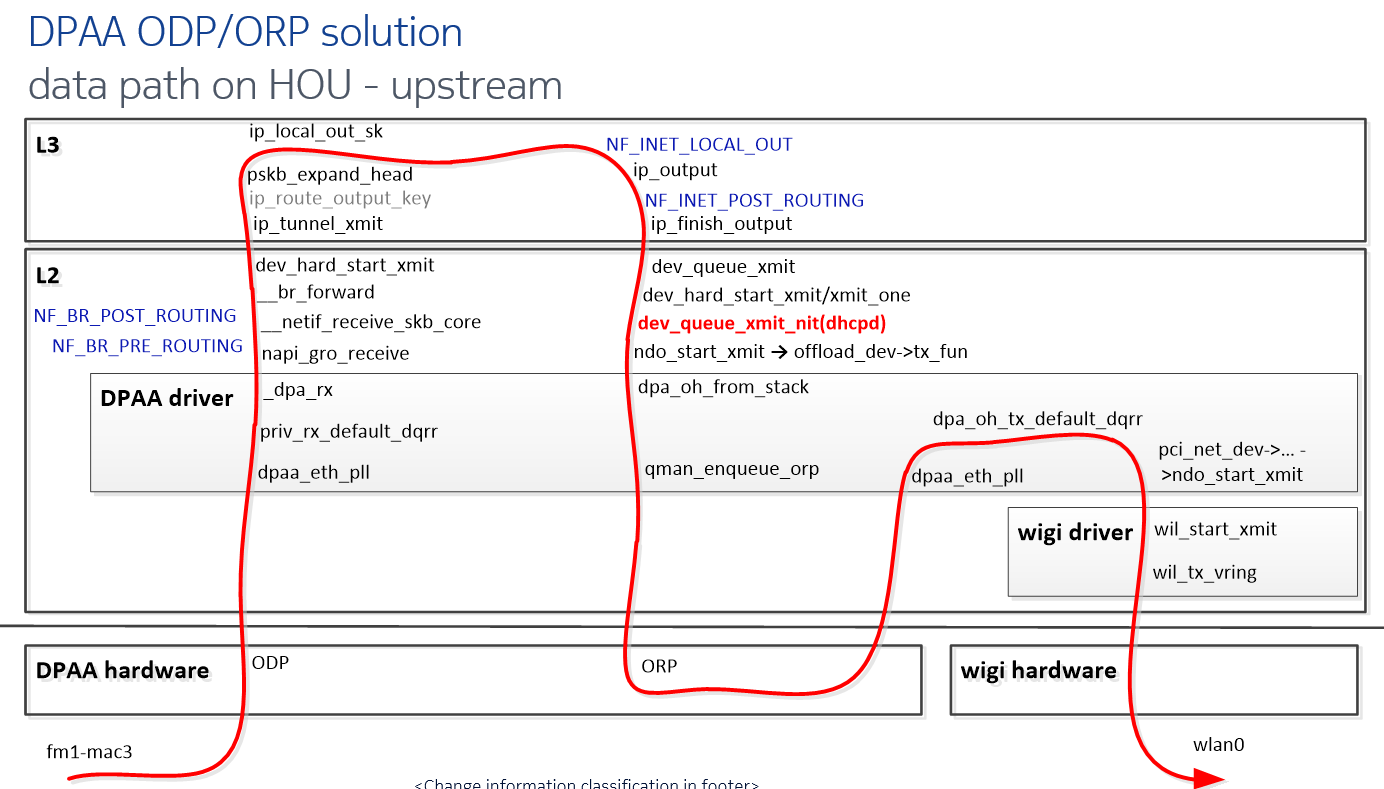 DPAA ODP/ORP solution
data path on HOU - upstream
L3
ip_local_out_sk
pskb_expand_head
ip_route_output_key
ip_tunnel_xmit
NF_INET_LOCAL_OUT
ip_output
NF_INET_POST_ROUTING
ip_finish_output
L2
NF_BR_POST_ROUTING
NF_BR_PRE_ROUTING
dev_hard_start_xmit
__br_forward
__netif_receive_skb_core
napi_gro_receive
dev_queue_xmit
dev_hard_start_xmit/xmit_one
dev_queue_xmit_nit(dhcpd)
ndo_start_xmit → offload_dev->tx_fun
DPAA driver
_dpa_rx
priv_rx_default_dqrr
dpaa_eth_pll
dpa_oh_from_stack
qman_enqueue_orp
dpa_oh_tx_default_dqrr
dpaa_eth_pll
pci_net_dev->... -
>ndo_start_xmit
wigi driver
wil_start_xmit
wil_tx_vring
DPAA hardware
ODP
ORP
wigi hardware
fm1-mac3
wlan0
<Change information classification in footer>